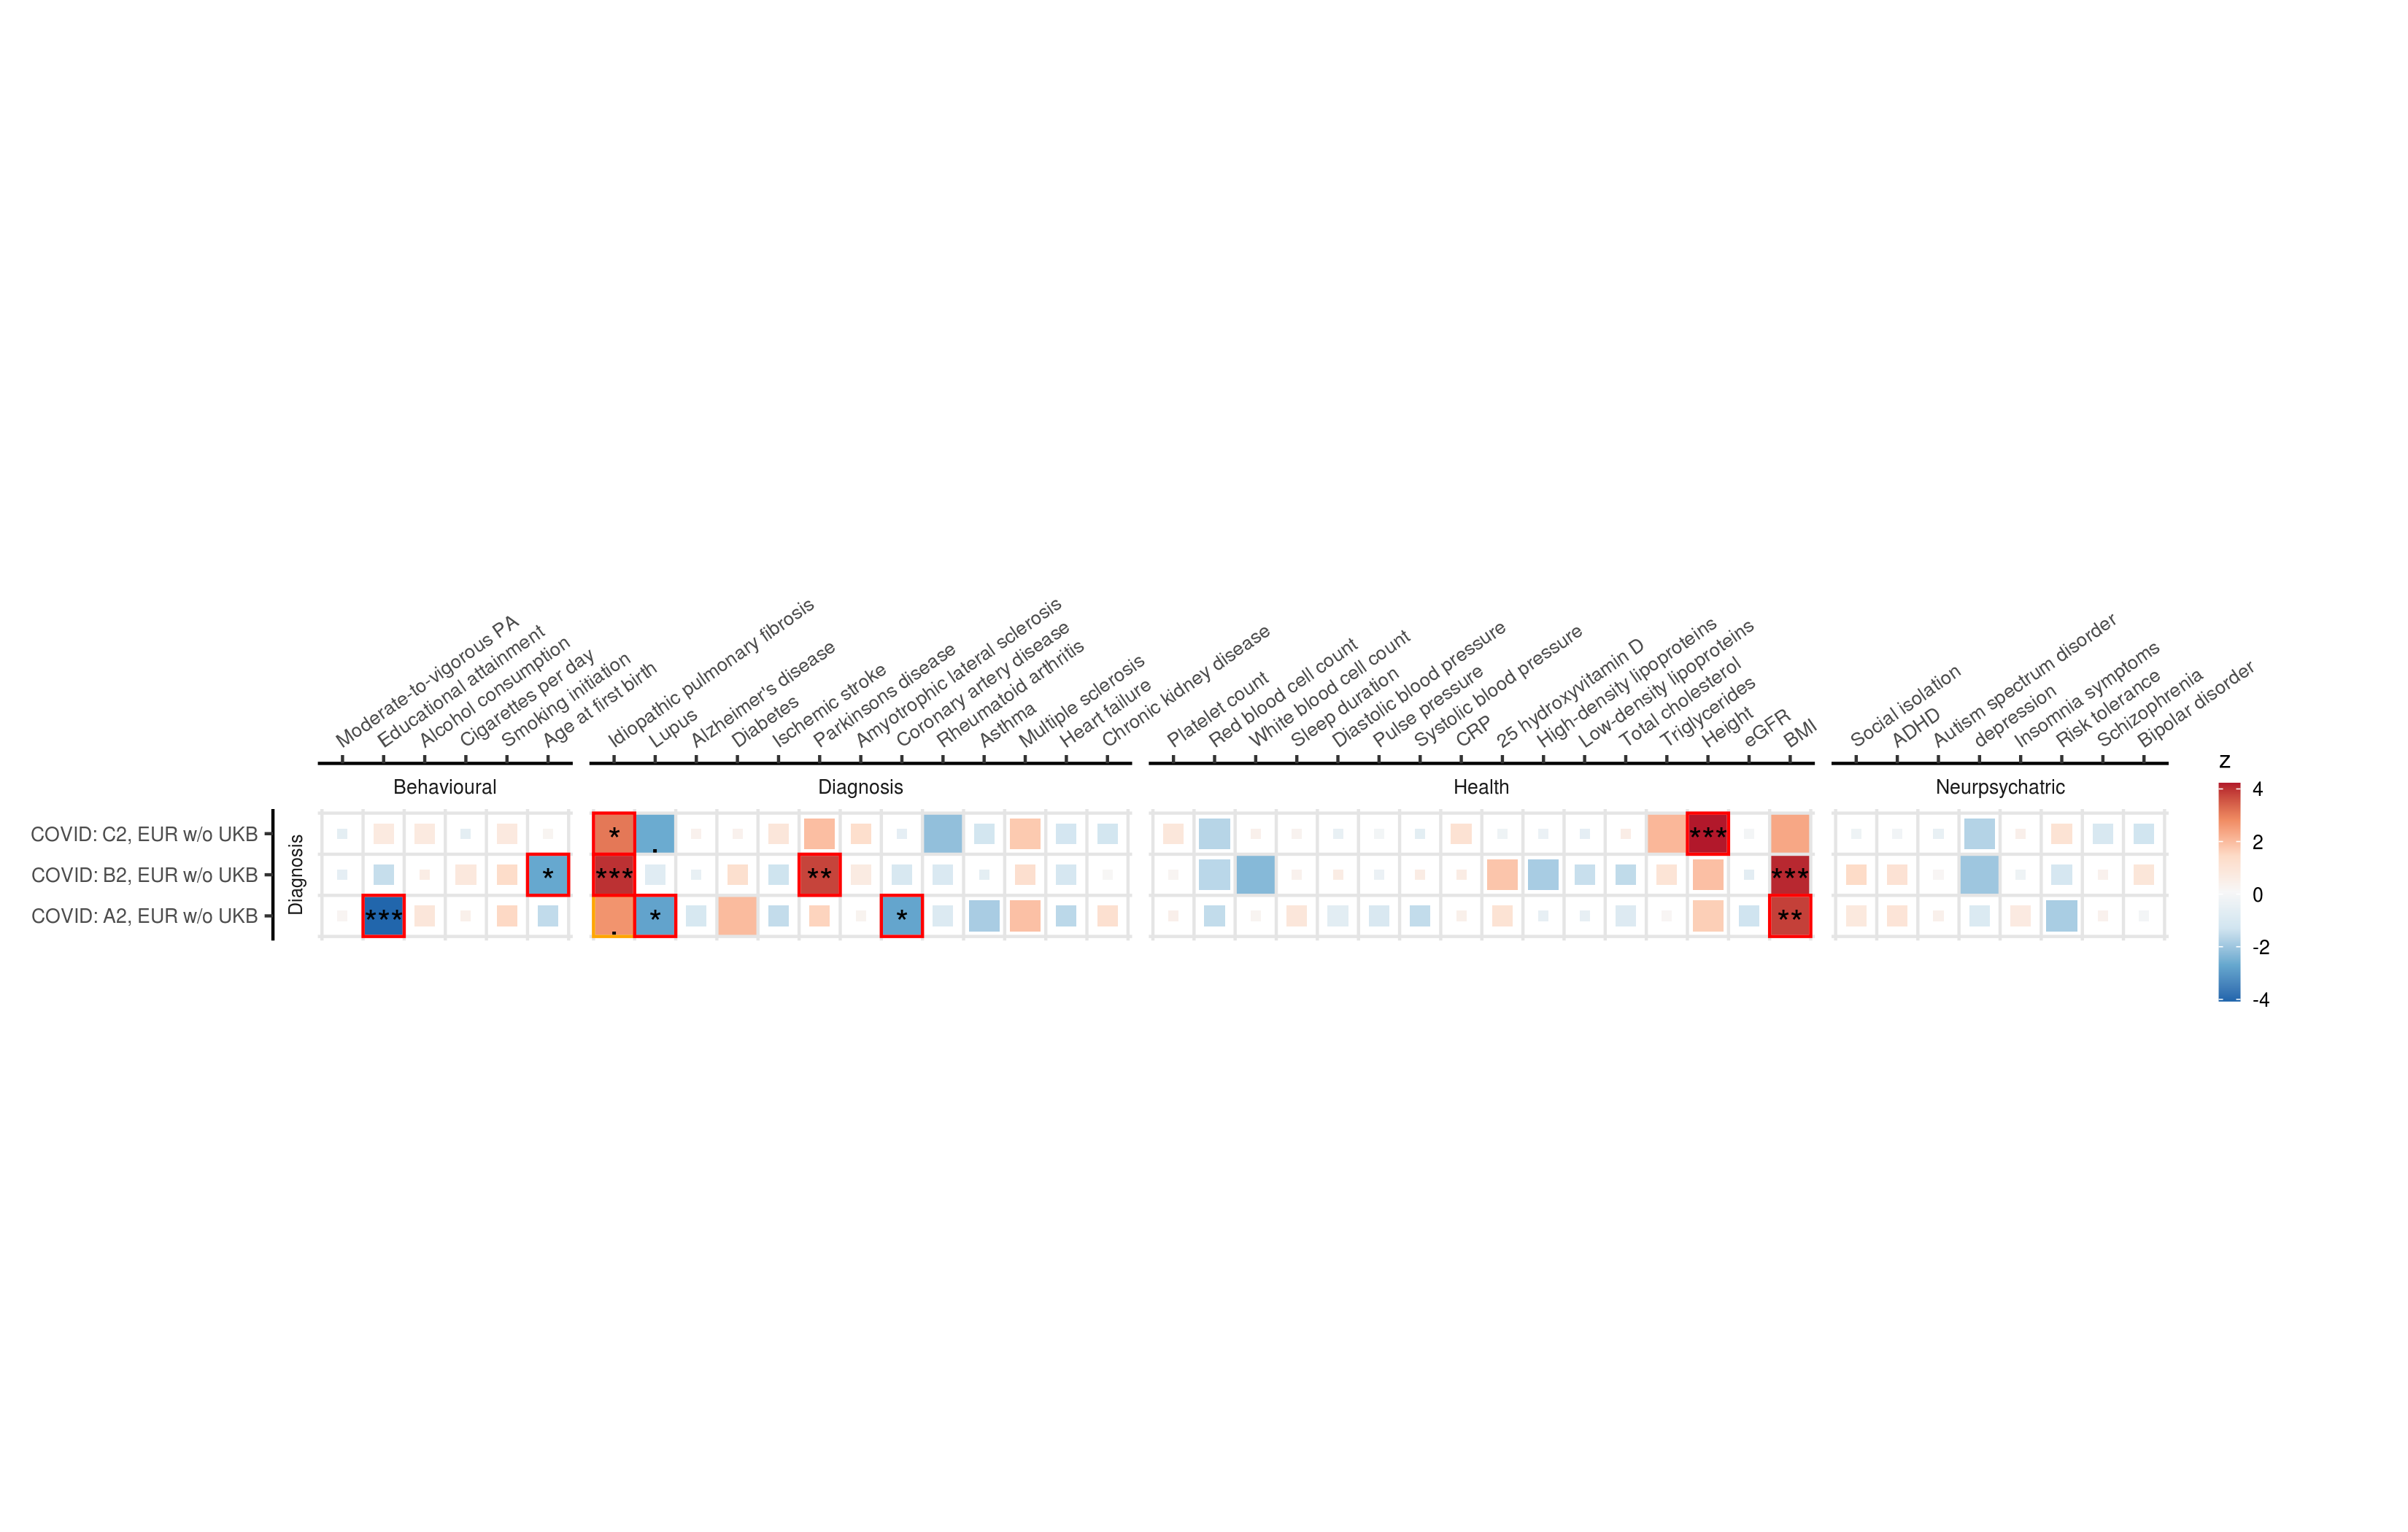 Moderate-to-vigorous PA
Educational attainment
Alcohol consumption
Cigarettes per day
Smoking initiation
Age at first birth
Idiopathic pulmonary fibrosis
Lupus
Alzheimer's disease
Diabetes
Ischemic stroke
Parkinsons disease
Amyotrophic lateral sclerosis
Coronary artery disease
Rheumatoid arthritis
Asthma
Multiple sclerosis
Heart failure
Chronic kidney disease
Platelet count
Red blood cell count
White blood cell count
Sleep duration
Diastolic blood pressure
Pulse pressure
Systolic blood pressure
CRP
25 hydroxyvitamin D
High-density lipoproteins
Low-density lipoproteins
Total cholesterol
Triglycerides
Height
eGFR
BMI
Social isolation
ADHD
Autism spectrum disorder
depression
Insomnia symptoms
Risk tolerance
Schizophrenia
Bipolar disorder
Behavioural
Diagnosis
Health
Neurpsychatric
Diagnosis
COVID: C2, EUR w/o UKB
* . ***
COVID: B2, EUR w/o UKB
* *** ** ***
COVID: A2, EUR w/o UKB
*** . * * **
z
4
2
0
-2
-4